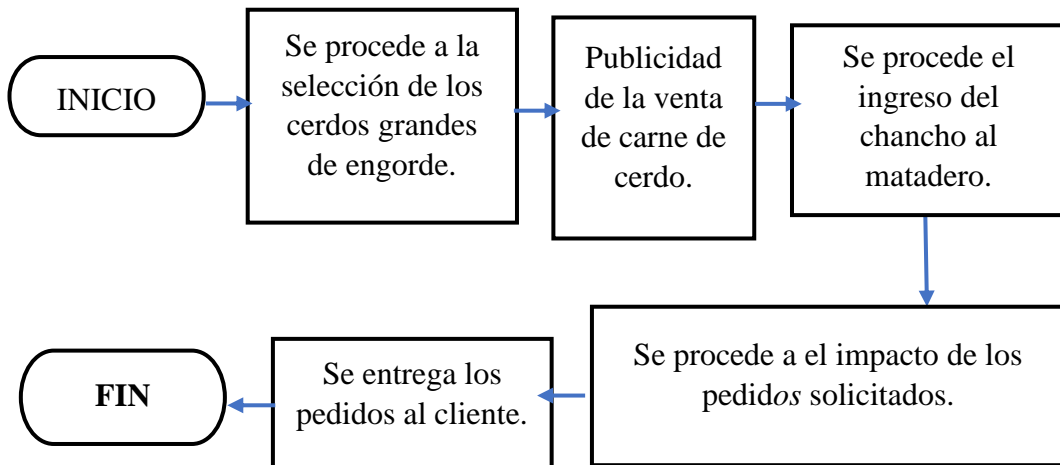 INICIO
Se procede a la
selección de los
cerdos grandes
de engorde.
Publicidad
de la venta
de carne de
cerdo.
Se procede el
ingreso del
chancho al
matadero.
Se procede a el impacto de los
pedidos solicitados.
Se entrega los
pedidos al cliente.
FIN